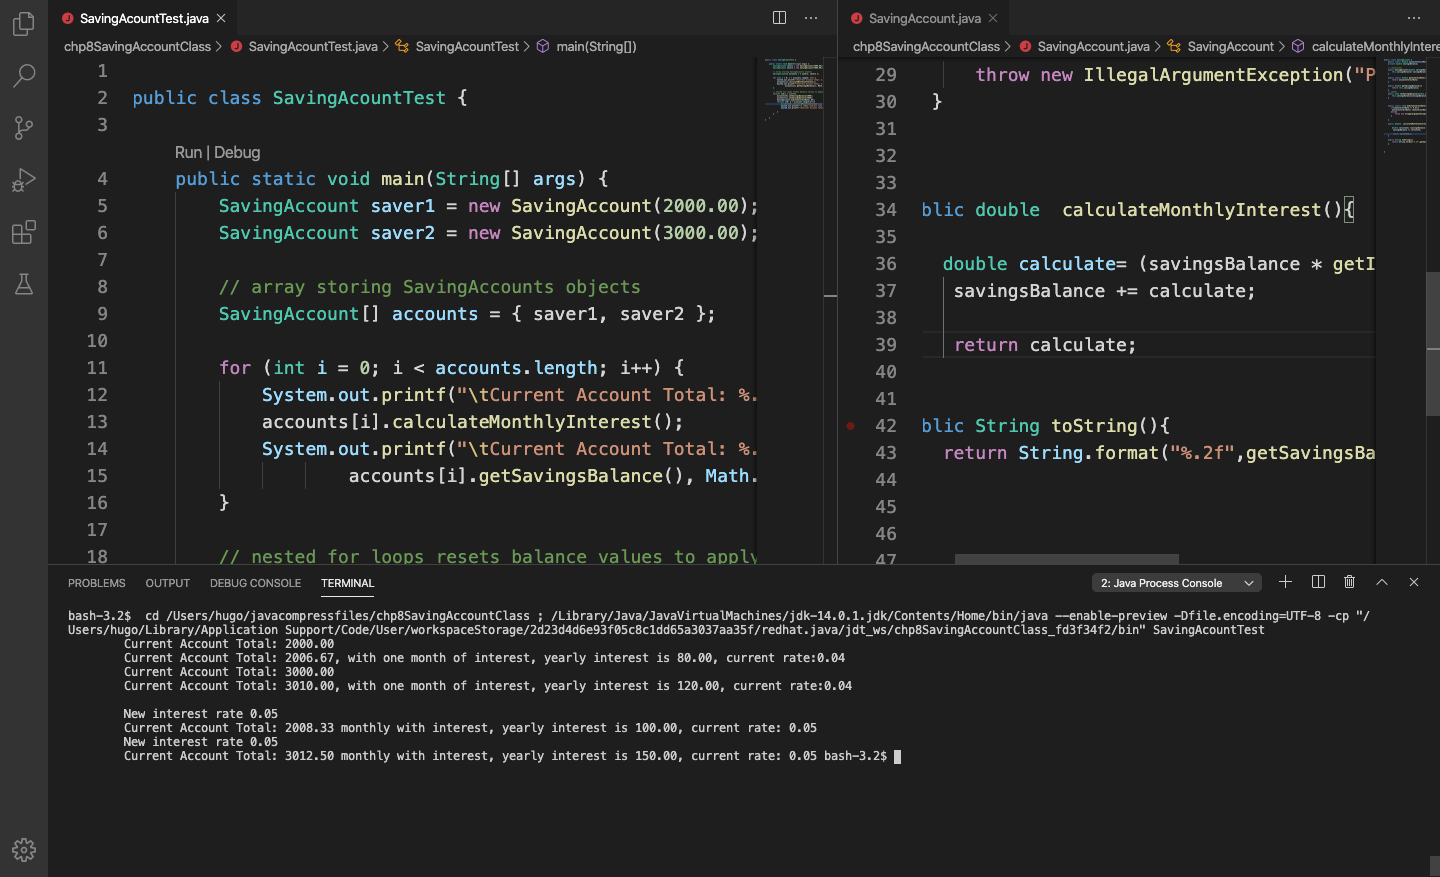 SavingAcountTest.java
chp8SavingAccountClass > SavingAcountTest.java > SavingAcountTest > main(String[])
1
2 public class SavingAcountTest {
3
Run | Debug
4 public static void main(String[] args) {
5 SavingAccount saver1 = new SavingAccount(2000.00);
6 SavingAccount saver2 = new SavingAccount(3000.00);
7
8 // array storing SavingAccounts objects
9 SavingAccount[] accounts = { saver1, saver2 };
10
11 for (int i = 0; i < accounts.length; i++) {
12 System.out.printf("\tCurrent Account Total: %.
13 accounts[i].calculateMonthlyInterest();
14 System.out.printf("\tCurrent Account Total: %.
15 accounts[i].getSavingsBalance(), Math.
16 }
17
18 // nested for loops resets balance values to apply
SavingAccount.java
chp8SavingAccountClass > SavingAccount.java > SavingAccount > calculateMonthlyIntere
29 throw new IllegalArgumentException("P
30 }
31
32
33
34 blic double calculateMonthlyInterest(){
35
36 double calculate= (savingsBalance * getI
37 savingsBalance += calculate;
38
39 return calculate;
40
41
42 blic String toString(){
43 return String.format("%.2f",getSavingsBa
44
45
46
47
PROBLEMS OUTPUT DEBUG CONSOLE TERMINAL 2: Java Process Console
bash-3.2$ cd /Users/hugo/javacompressfiles/chp8SavingAccountClass ; /Library/Java/JavaVirtualMachines/jdk-14.0.1.jdk/Contents/Home/bin/java --enable-preview -Dfile.encoding=UTF-8 -cp "/
Users/hugo/Library/Application Support/Code/User/workspaceStorage/2d23d4d6e93f05c8c1dd65a3037aa35f/redhat.java/jdt_ws/chp8SavingAccountClass_fd3f34f2/bin" SavingAcountTest
Current Account Total: 2000.00
Current Account Total: 2006.67, with one month of interest, yearly interest is 80.00, current rate:0.04
Current Account Total: 3000.00
Current Account Total: 3010.00, with one month of interest, yearly interest is 120.00, current rate:0.04
New interest rate 0.05
Current Account Total: 2008.33 monthly with interest, yearly interest is 100.00, current rate: 0.05
New interest rate 0.05
Current Account Total: 3012.50 monthly with interest, yearly interest is 150.00, current rate: 0.05 bash-3.2$